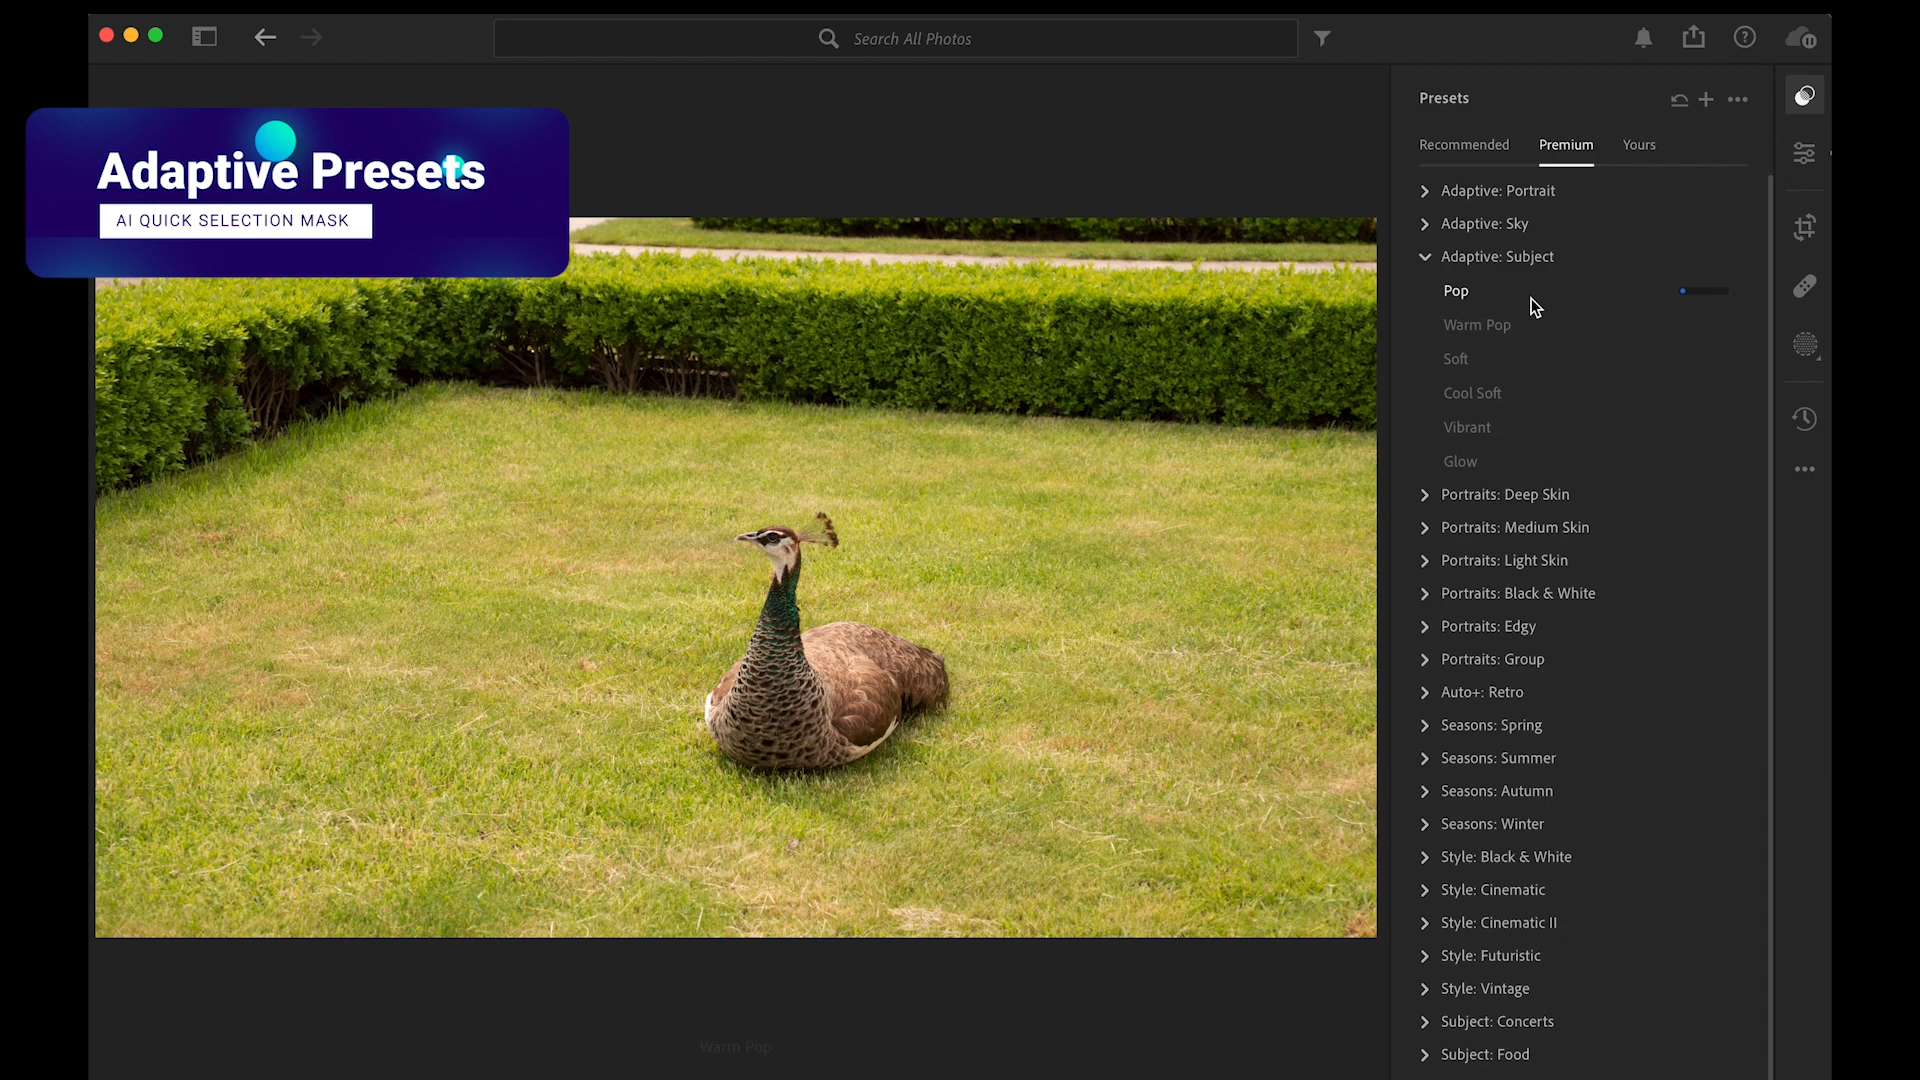 Search All Photos
Adaptive Presets
AI QUICK SELECTION MASK
Presets
Recommended
Premium
Yours
Adaptive: Portrait
Adaptive: Sky
Adaptive: Subject
Pop
Warm Pop
Soft
Cool Soft
Vibrant
Glow
Portraits: Deep Skin
Portraits: Medium Skin
Portraits: Light Skin
Portraits: Black & White
Portraits: Edgy
Portraits: Group
Auto+: Retro
Seasons: Spring
Seasons: Summer
Seasons: Autumn
Seasons: Winter
Style: Black & White
Style: Cinematic
Style: Cinematic II
Style: Futuristic
Style: Vintage
Subject: Concerts
Subject: Food
Warm Pop